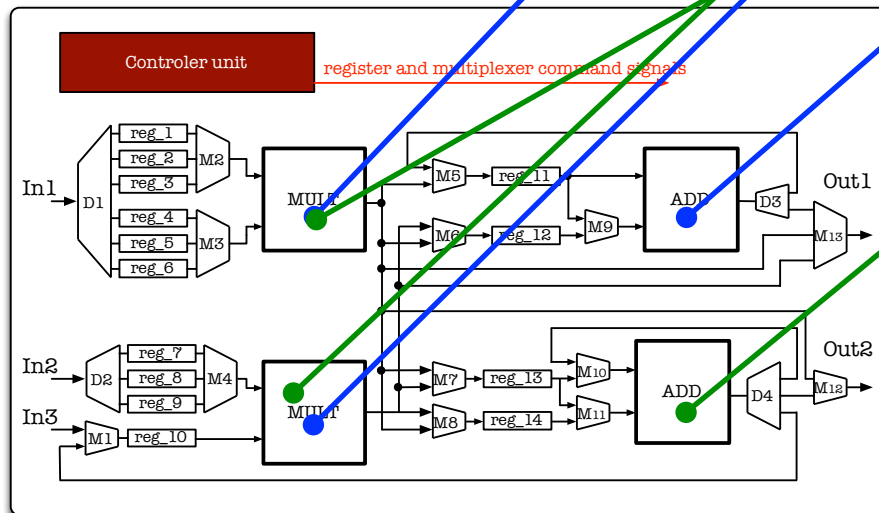 Controler unit
register and multiplexer command signals
reg_1
reg_2
M2
reg_3
In1
D1
reg_4
reg_5
M3
reg_6
MULT
M5
reg_11
M6
reg_12
M9
ADD
D3
Out1
M13
In2
D2
reg_7
reg_8
M4
reg_9
In3
M1
reg_10
MULT
M7
reg_13
M8
reg_14
M10
M11
ADD
D4
Out2
M12